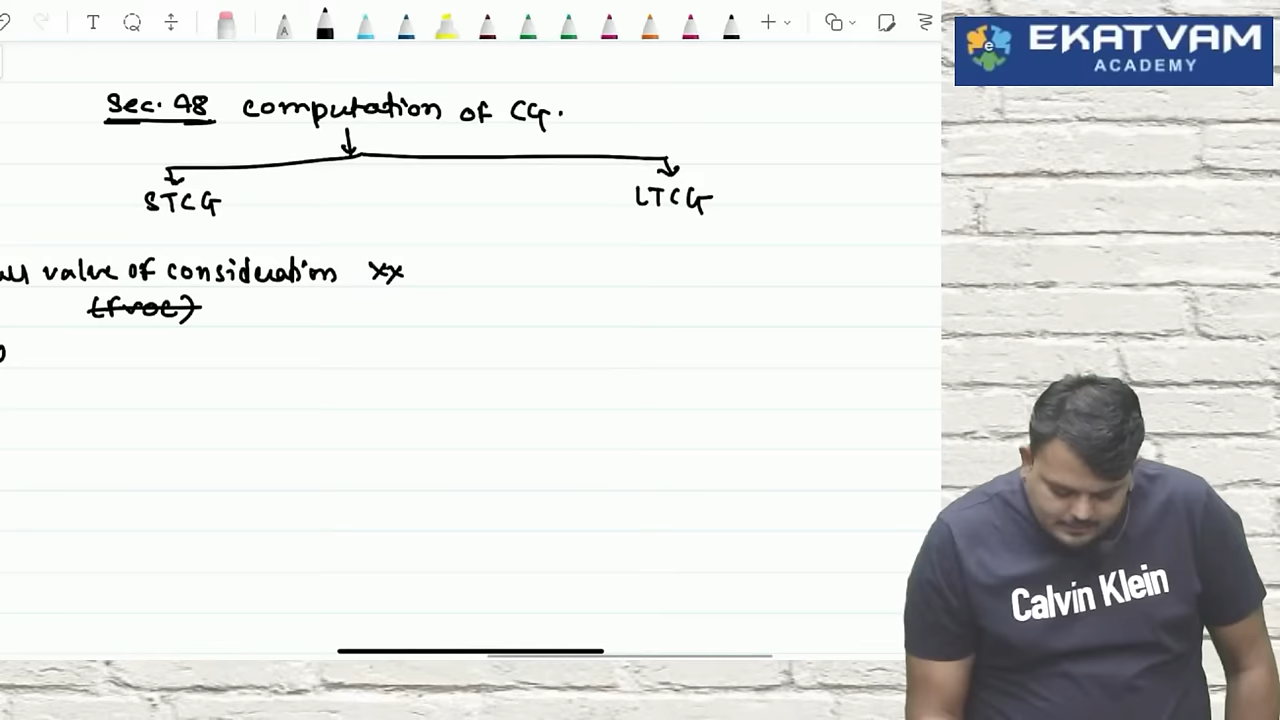 EKATVAM
ACADEMY
Sec. 48 computation of CG.
STCG
LTCG
value of consideration xx
(fvoc)
Calvin Klein